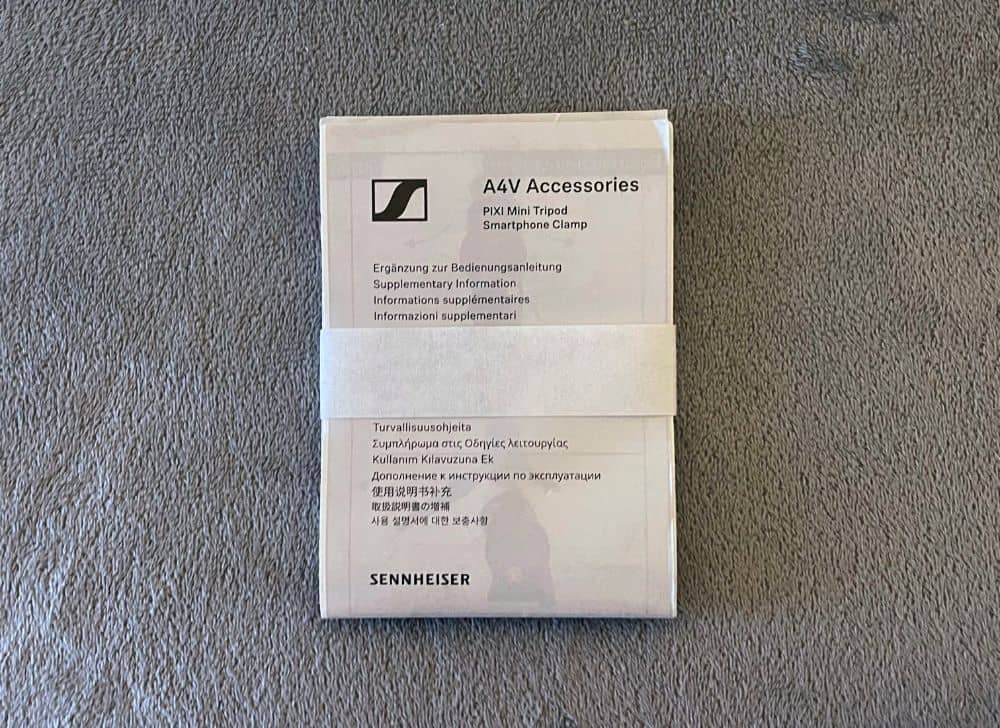 A4V Accessories
PIXI Mini Tripod
Smartphone Clamp
Ergänzung zur Bedienungsanleitung
Supplementary Information
Informations supplémentaires
Informazioni supplementari
Turvallisuusohjeita
Συμπλήρωμα στις Οδηγίες λειτουργίας
Kullanım Kılavuzuna Ek
Дополнение к инструкции по эксплуатации
使用说明书补充
取扱説明書の増補
사용 설명서에 대한 보충사항
SENNHEISER